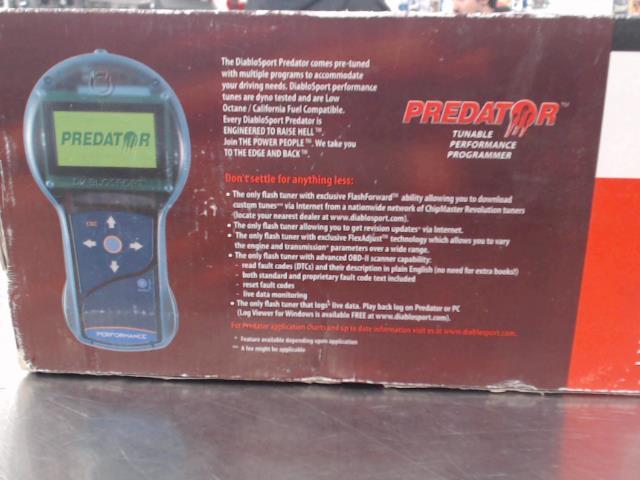 The DiabloSport Predator comes pre-tuned
with multiple programs to accommodate
your driving needs. DiabloSport performance
tunes are dyno tested and are Low
Octane / California Fuel Compatible.
Every DiabloSport Predator is
ENGINEERED TO RAISE HELL ™.
Join THE POWER PEOPLE ™. We take you
TO THE EDGE AND BACK ™.
PREDATOR™
TUNABLE
PERFORMANCE
PROGRAMMER
PREDATOR
DIABLOSPORT
ESC
PERFORMANCE
Don't settle for anything less:
• The only flash tuner with exclusive FlashForward™ ability allowing you to download
custom tunes** via Internet from a nationwide network of ChipMaster Revolution tuners
(locate your nearest dealer at www.diablosport.com).
• The only flash tuner allowing you to get revision updates* via Internet.
• The only flash tuner with exclusive FlexAdjust™ technology which allows you to vary
the engine and transmission* parameters over a wide range.
• The only flash tuner with advanced OBD-II scanner capability:
- read fault codes (DTCs) and their description in plain English (no need for extra books!)
- both standard and proprietary fault code text included
- reset fault codes
- live data monitoring
• The only flash tuner that logs* live data. Play back log on Predator or PC
(Log Viewer for Windows is available FREE at www.diablosport.com).
For Predator application charts and up to date information visit us at www.diablosport.com.
* Feature available depending upon application
** A fee might be applicable